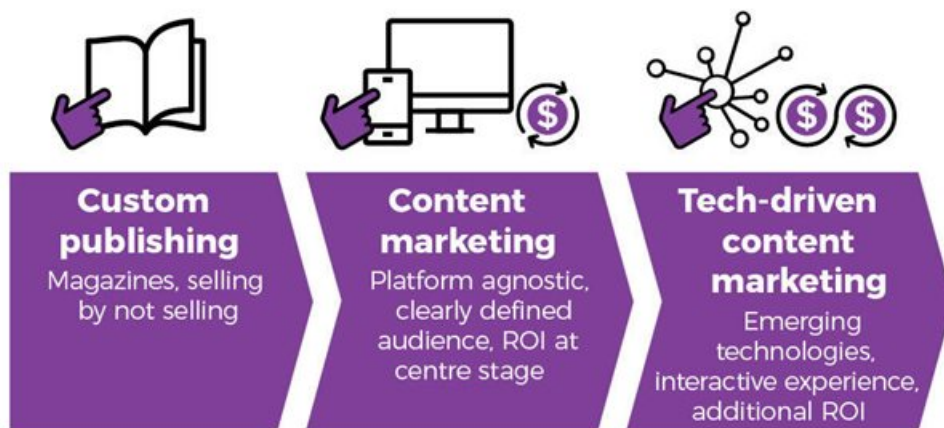 $
$ $
Custom
publishing
Magazines, selling
by not selling
Content
marketing
Platform agnostic,
clearly defined
audience, ROI at
centre stage
Tech-driven
content
marketing
Emerging
technologies,
interactive experience,
additional ROI